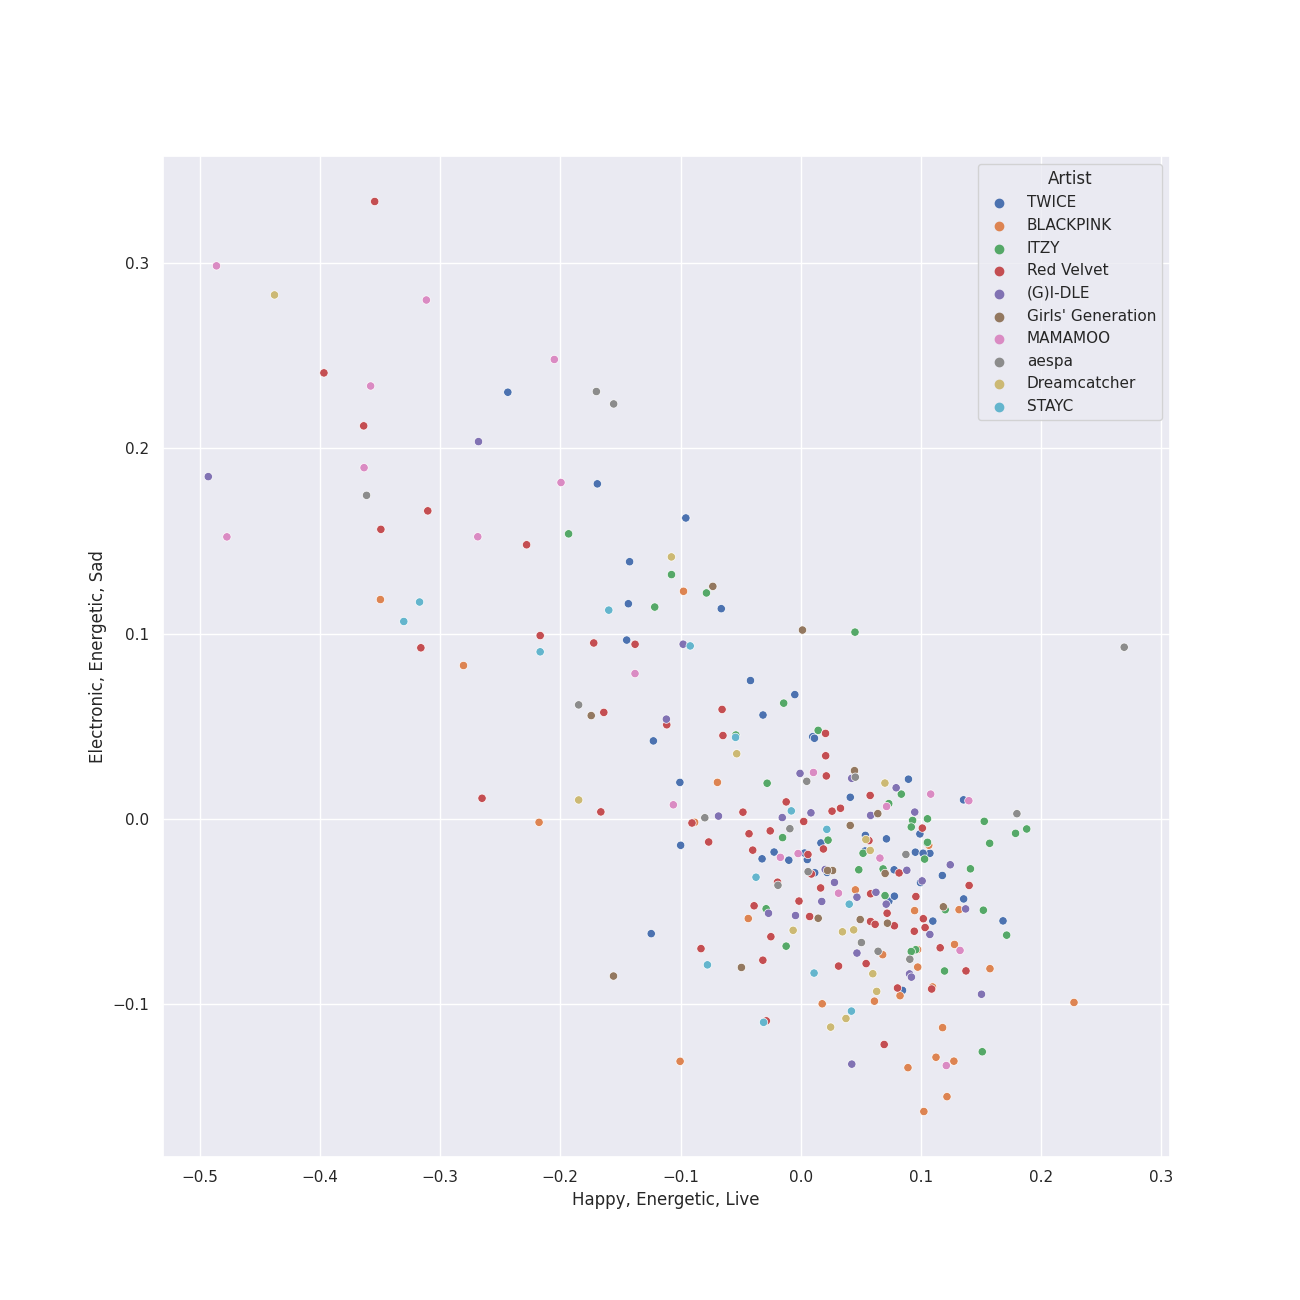 Artist
TWICE
BLACKPINK
ITZY
Red Velvet
(G)I-DLE
Girls' Generation
MAMAMOO
aespa
Dreamcatcher
STAYC
0.3
0.2
0.1
0.0
−0.1
Electronic, Energetic, Sad
−0.5 −0.4 −0.3 −0.2 −0.1 0.0 0.1 0.2 0.3
Happy, Energetic, Live